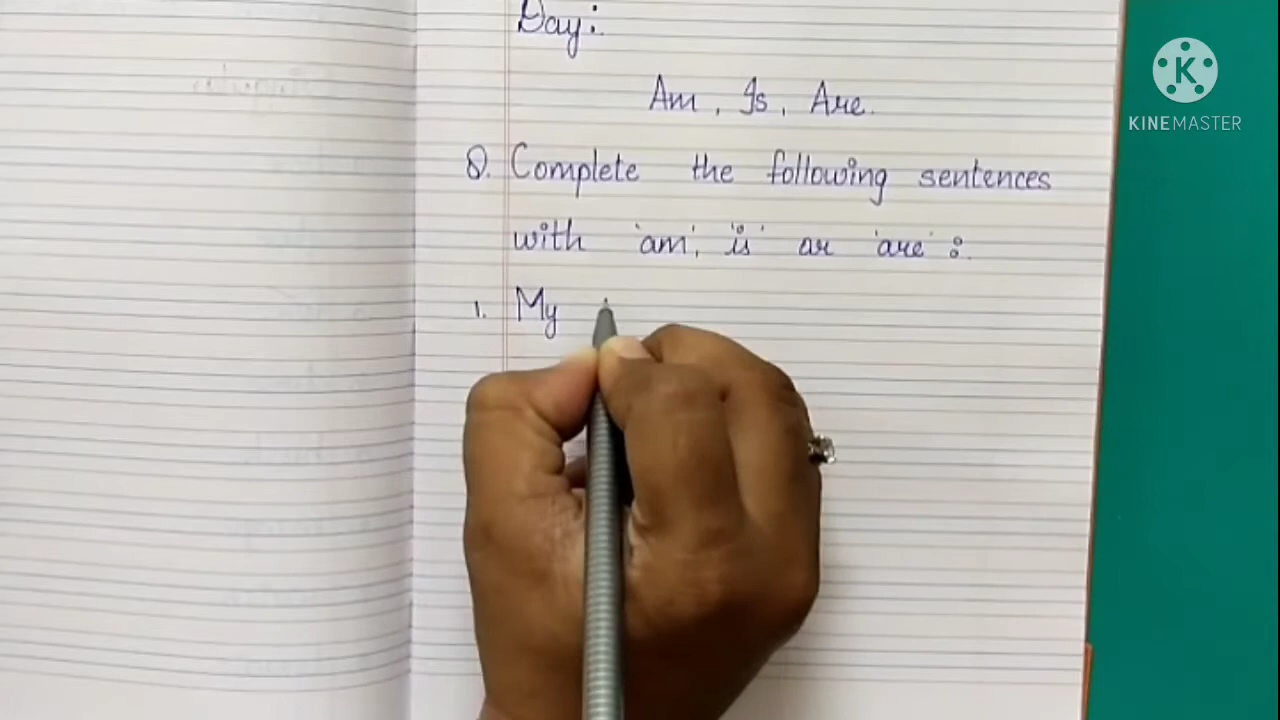 Day:
Am, Is, Are.
Q. Complete the following sentences
with 'am', 'is' or 'are':
1. My
KINEMASTER